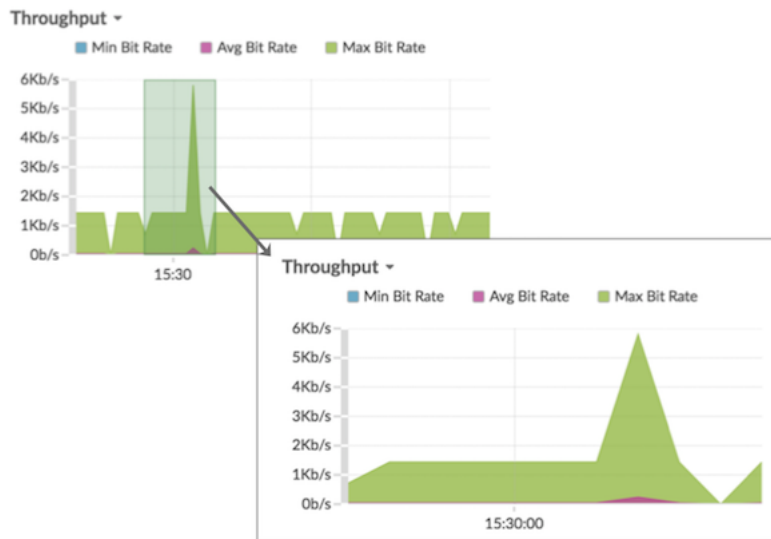 Throughput
Min Bit Rate Avg Bit Rate Max Bit Rate
6Kb/s
5Kb/s
4Kb/s
3Kb/s
2Kb/s
1Kb/s
0b/s
15:30
Throughput
Min Bit Rate Avg Bit Rate Max Bit Rate
6Kb/s
5Kb/s
4Kb/s
3Kb/s
2Kb/s
1Kb/s
0b/s
15:30:00